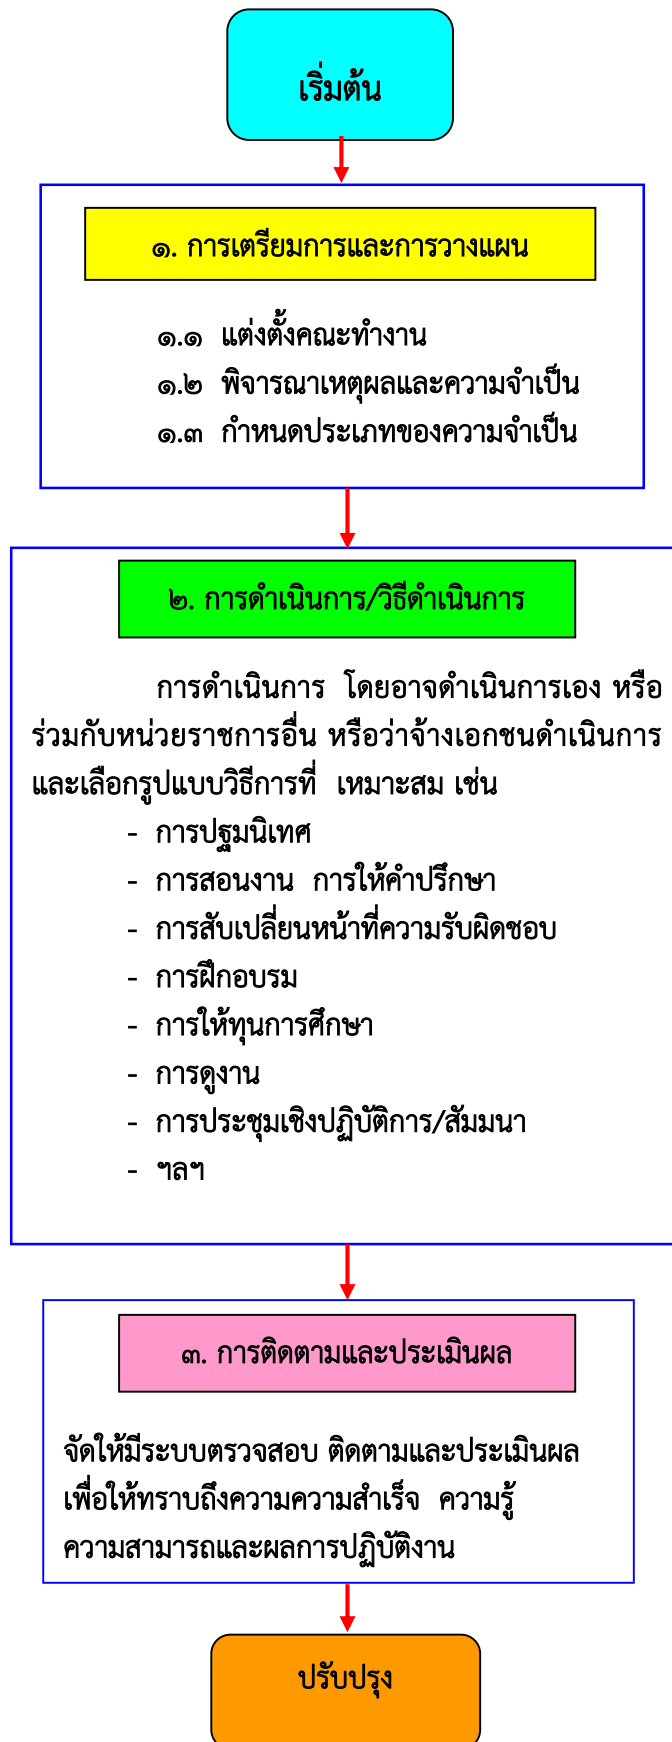 เริ่มต้น
๑. การเตรียมการและการวางแผน
๑.๑ แต่งตั้งคณะทำงาน
๑.๒ พิจารณาเหตุผลและความจำเป็น
๑.๓ กำหนดประเภทของความจำเป็น
๒. การดำเนินการ/วิธีดำเนินการ
การดำเนินการ โดยอาจดำเนินการเอง หรือ
ร่วมกับหน่วยราชการอื่น หรือว่าจ้างเอกชนดำเนินการ
และเลือกรูปแบบวิธีการที่ เหมาะสม เช่น
- การปฐมนิเทศ
- การสอนงาน การให้คำปรึกษา
- การสับเปลี่ยนหน้าที่ความรับผิดชอบ
- การฝึกอบรม
- การให้ทุนการศึกษา
- การดูงาน
- การประชุมเชิงปฏิบัติการ/สัมมนา
- ฯลฯ
๓. การติดตามและประเมินผล
จัดให้มีระบบตรวจสอบ ติดตามและประเมินผล
เพื่อให้ทราบถึงความความสำเร็จ ความรู้
ความสามารถและผลการปฏิบัติงาน
ปรับปรุง